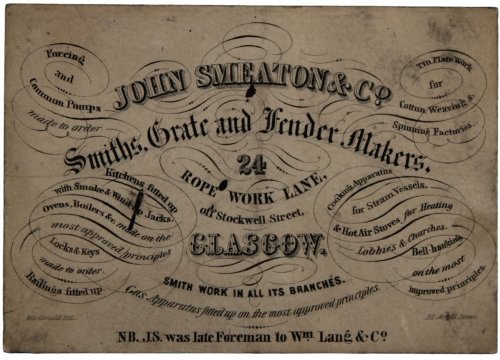 Forcing
and
Common Pumps
made to order
Tin Plate Work
for
Cotton Weaving &
Spinning Factories.
JOHN SMEATON & Co.
Smiths, Grate and Fender Makers.
24
ROPE WORK LANE,
off Stockwell Street,
GLASGOW.
Kitchens fitted up
with Smoke & Wind up Jacks
Ovens, Boilers &c. made on the
most approved principles
Locks & Keys
made to order
Railings fitted up
Cooking Apparatus
for Steam Vessels.
& Hot Air Stoves, for Heating
Lobbies & Churches.
Bell-hanging
on the most
improved principles.
SMITH WORK IN ALL ITS BRANCHES.
Gas Apparatus fitted up on the most approved principles.
NB. J.S. was late Foreman to Wm Lang & Co